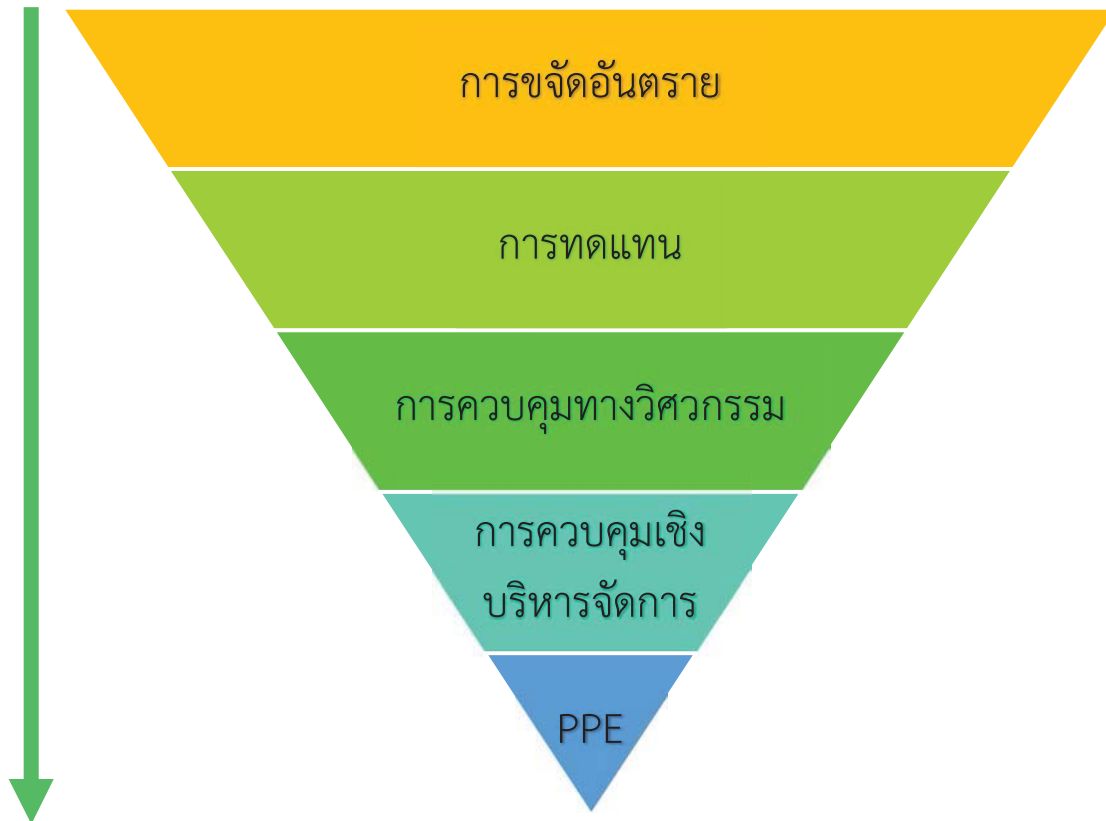 การขจัดอันตราย
การทดแทน
การควบคุมทางวิศวกรรม
การควบคุมเชิง
บริหารจัดการ
PPE